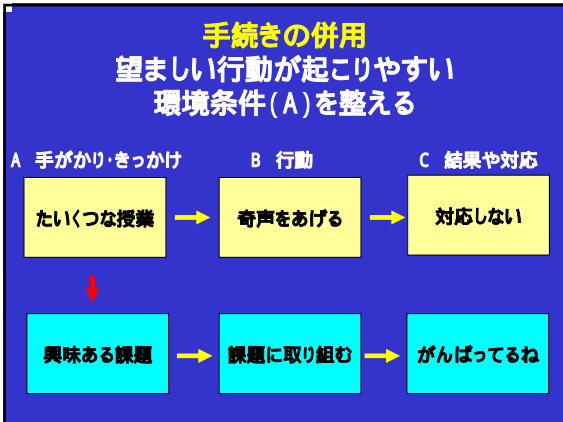 手続きの併用
望ましい行動が起こりやすい
環境条件(A)を整える
A 手がかり・きっかけ
B 行動
C 結果や対応
たいくつな授業
奇声をあげる
対応しない
興味ある課題
課題に取り組む
がんばってるね